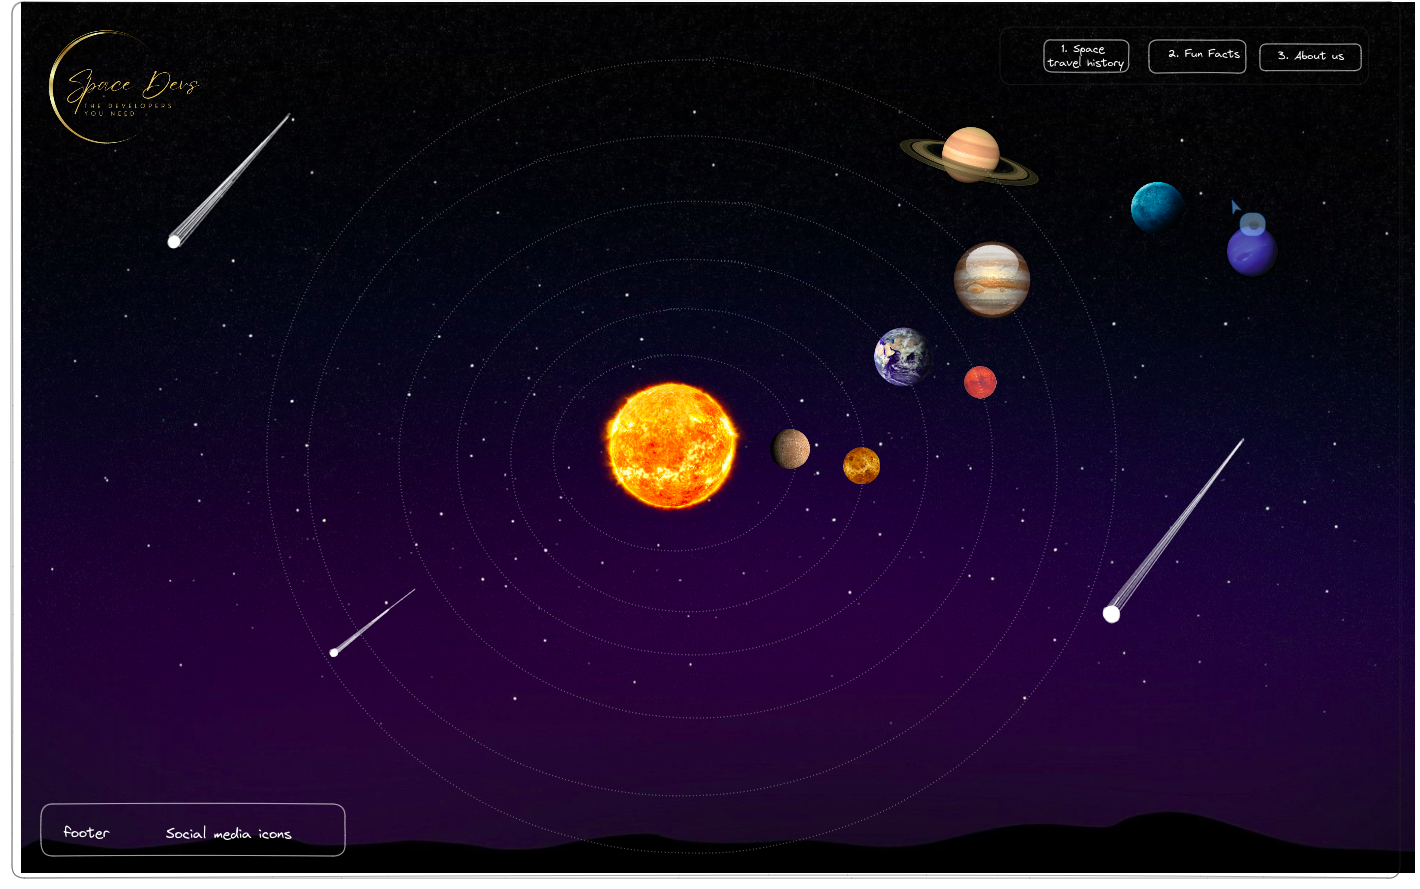 Space Devs
THE DEVELOPERS
YOU NEED
1. Space
travel history
2. Fun Facts
3. About us
footer
Social media icons